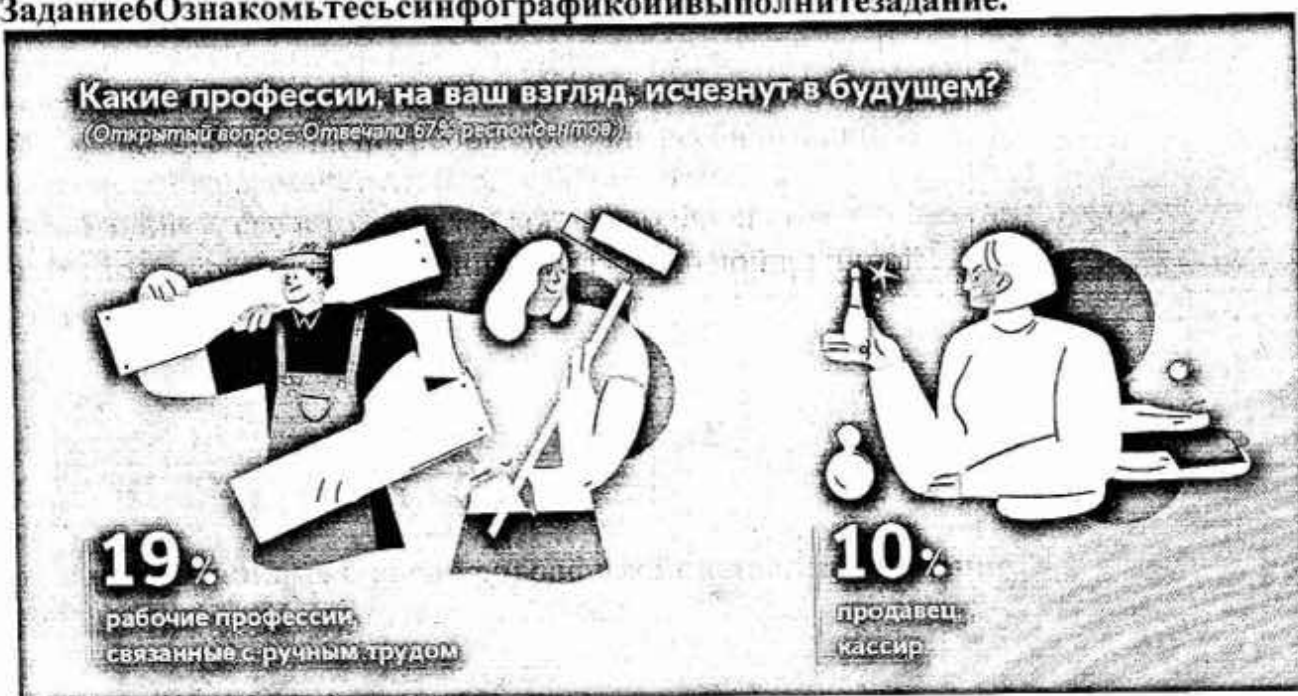 Задание6Ознакомьтесьсинфографикойивыполнитезадание.
Какие профессии, на ваш взгляд, исчезнут в будущем?
(Открытый вопрос. Отвечали 67% респондентов)
19%
рабочие профессии,
связанные с ручным трудом
10%
продавец,
кассир